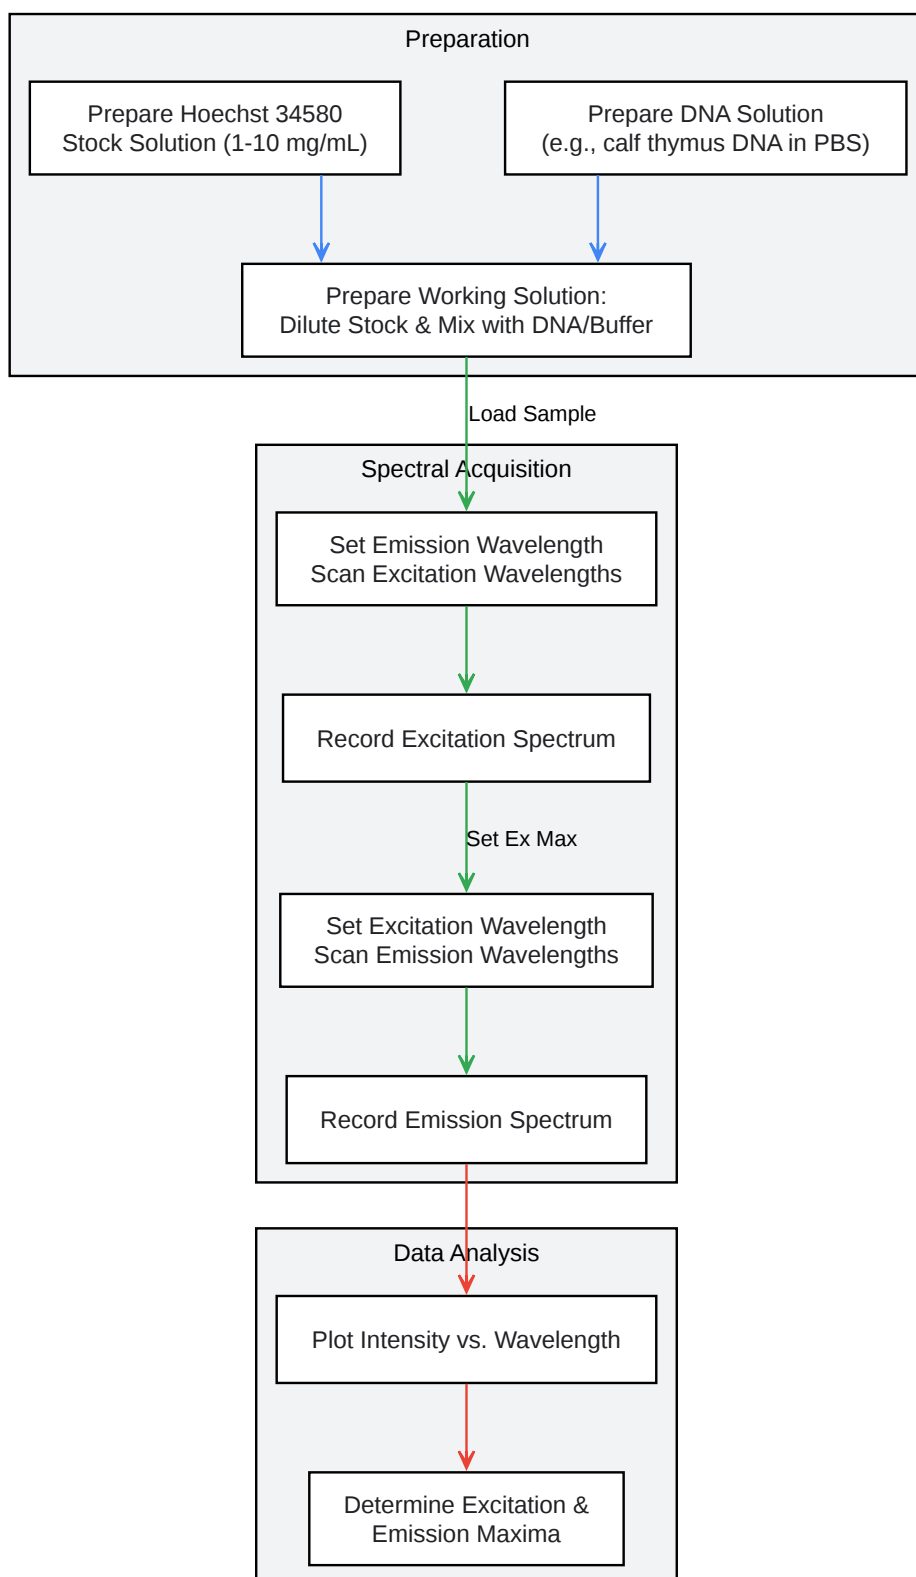 Preparation
Prepare Hoechst 34580
Stock Solution (1-10 mg/mL)
Prepare DNA Solution
(e.g., calf thymus DNA in PBS)
Prepare Working Solution:
Dilute Stock & Mix with DNA/Buffer
Load Sample
Spectral Acquisition
Set Emission Wavelength
Scan Excitation Wavelengths
Record Excitation Spectrum
Set Ex Max
Set Excitation Wavelength
Scan Emission Wavelengths
Record Emission Spectrum
Data Analysis
Plot Intensity vs. Wavelength
Determine Excitation &
Emission Maxima